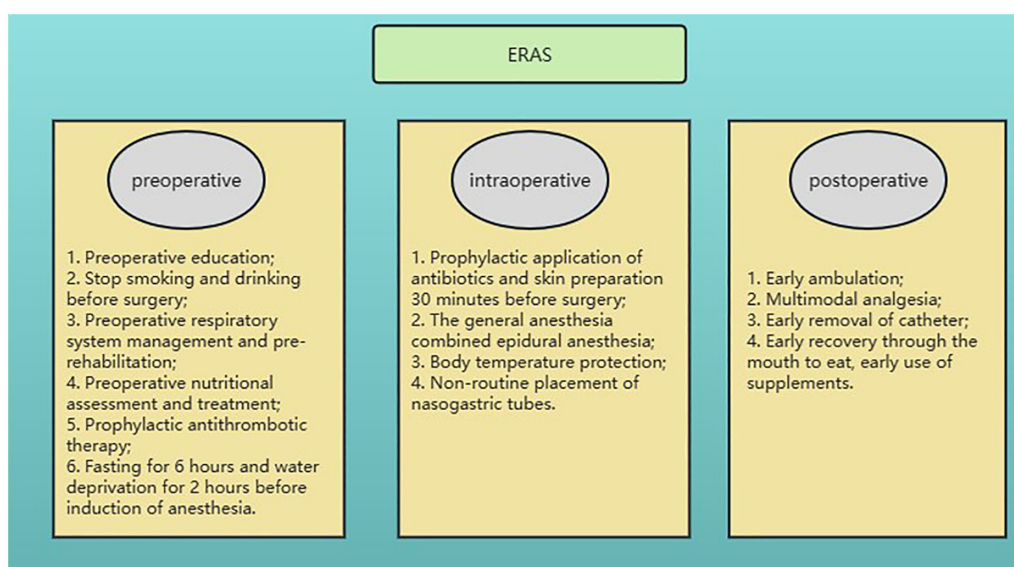 ERAS
preoperative
1. Preoperative education;
2. Stop smoking and drinking
before surgery;
3. Preoperative respiratory
system management and pre-
rehabilitation;
4. Preoperative nutritional
assessment and treatment;
5. Prophylactic antithrombotic
therapy;
6. Fasting for 6 hours and water
deprivation for 2 hours before
induction of anesthesia.
intraoperative
1. Prophylactic application of
antibiotics and skin preparation
30 minutes before surgery;
2. The general anesthesia
combined epidural anesthesia;
3. Body temperature protection;
4. Non-routine placement of
nasogastric tubes.
postoperative
1. Early ambulation;
2. Multimodal analgesia;
3. Early removal of catheter;
4. Early recovery through the
mouth to eat, early use of
supplements.